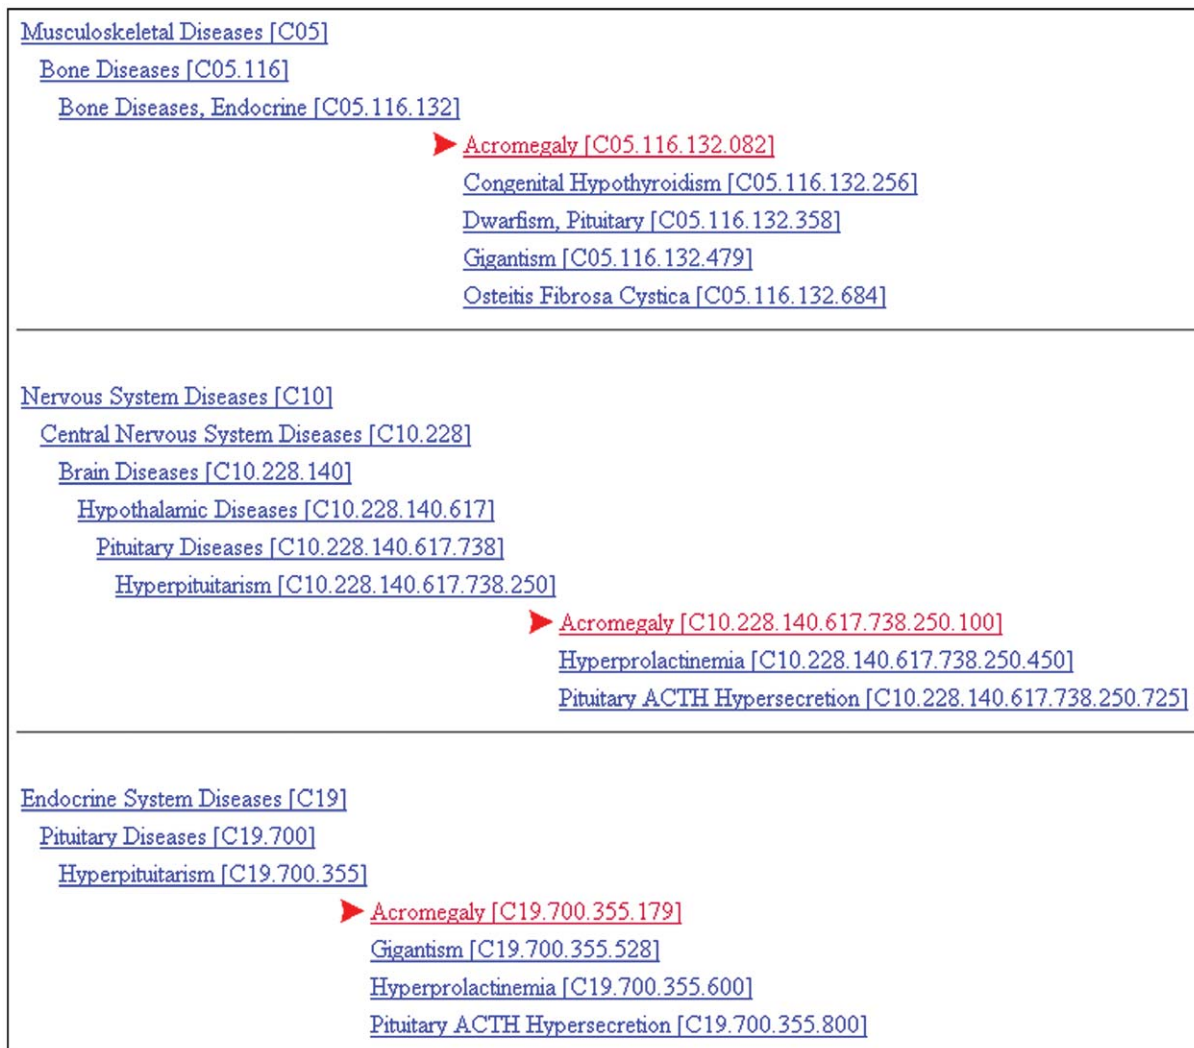 Musculoskeletal Diseases [C05]
Bone Diseases [C05.116]
Bone Diseases, Endocrine [C05.116.132]
Acromegaly [C05.116.132.082]
Congenital Hypothyroidism [C05.116.132.256]
Dwarfism, Pituitary [C05.116.132.358]
Gigantism [C05.116.132.479]
Osteitis Fibrosa Cystica [C05.116.132.684]
Nervous System Diseases [C10]
Central Nervous System Diseases [C10.228]
Brain Diseases [C10.228.140]
Hypothalamic Diseases [C10.228.140.617]
Pituitary Diseases [C10.228.140.617.738]
Hyperpituitarism [C10.228.140.617.738.250]
Acromegaly [C10.228.140.617.738.250.100]
Hyperprolactinemia [C10.228.140.617.738.250.450]
Pituitary ACTH Hypersecretion [C10.228.140.617.738.250.725]
Endocrine System Diseases [C19]
Pituitary Diseases [C19.700]
Hyperpituitarism [C19.700.355]
Acromegaly [C19.700.355.179]
Gigantism [C19.700.355.528]
Hyperprolactinemia [C19.700.355.600]
Pituitary ACTH Hypersecretion [C19.700.355.800]